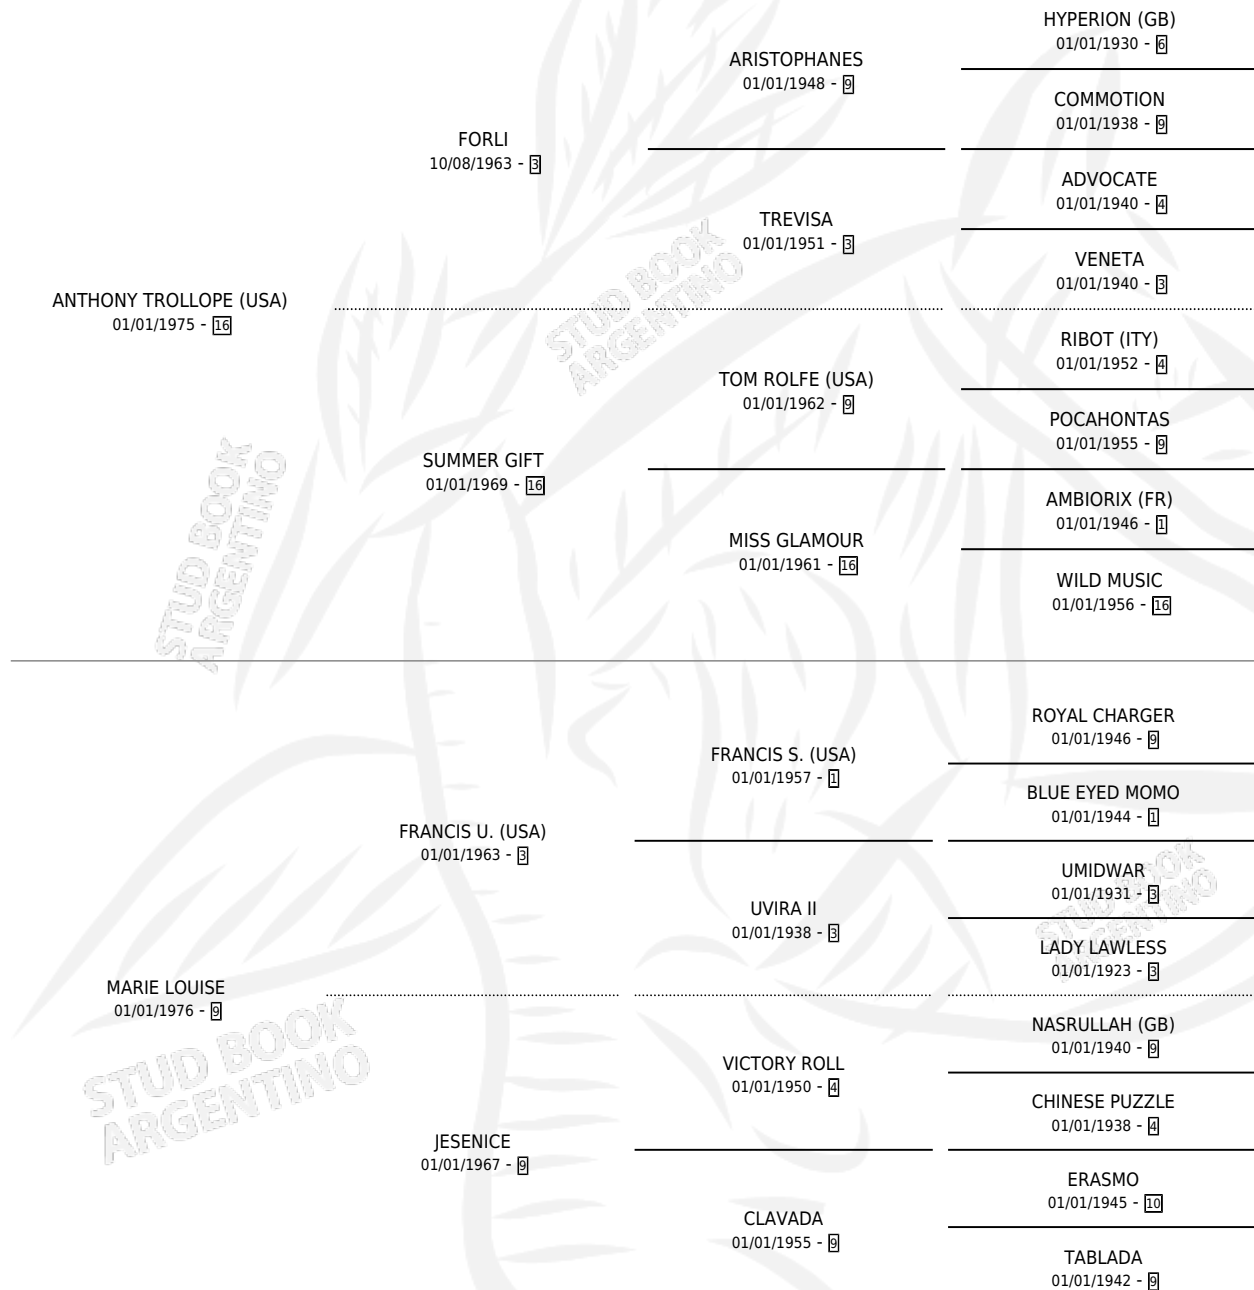 HYPERION (GB)
01/01/1930 - 6
ARISTOPHANES
01/01/1948 - 9
COMMOTION
01/01/1938 - 9
FORLI
10/08/1963 - 3
ADVOCATE
01/01/1940 - 4
TREVISA
01/01/1951 - 3
VENETA
01/01/1940 - 3
ANTHONY TROLLOPE (USA)
01/01/1975 - 16
RIBOT (ITY)
01/01/1952 - 4
TOM ROLFE (USA)
01/01/1962 - 9
POCAHONTAS
01/01/1955 - 9
SUMMER GIFT
01/01/1969 - 16
AMBIORIX (FR)
01/01/1946 - 1
MISS GLAMOUR
01/01/1961 - 16
WILD MUSIC
01/01/1956 - 16
ROYAL CHARGER
01/01/1946 - 9
FRANCIS S. (USA)
01/01/1957 - 1
BLUE EYED MOMO
01/01/1944 - 1
FRANCIS U. (USA)
01/01/1963 - 3
UMIDWAR
01/01/1931 - 3
UVIRA II
01/01/1938 - 3
LADY LAWLESS
01/01/1923 - 3
MARIE LOUISE
01/01/1976 - 9
NASRULLAH (GB)
01/01/1940 - 9
VICTORY ROLL
01/01/1950 - 4
CHINESE PUZZLE
01/01/1938 - 4
JESENICE
01/01/1967 - 9
ERASMO
01/01/1945 - 10
CLAVADA
01/01/1955 - 9
TABLADA
01/01/1942 - 9
STUD BOOK
ARGENTINO
STUD BOOK
ARGENTINO
STUD BOOK
ARGENTINO
STUD BOOK
ARGENTINO